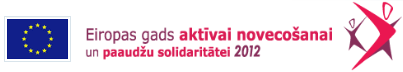 Eiropas gads aktīvai novecošanai
un paaudžu solidaritātei 2012